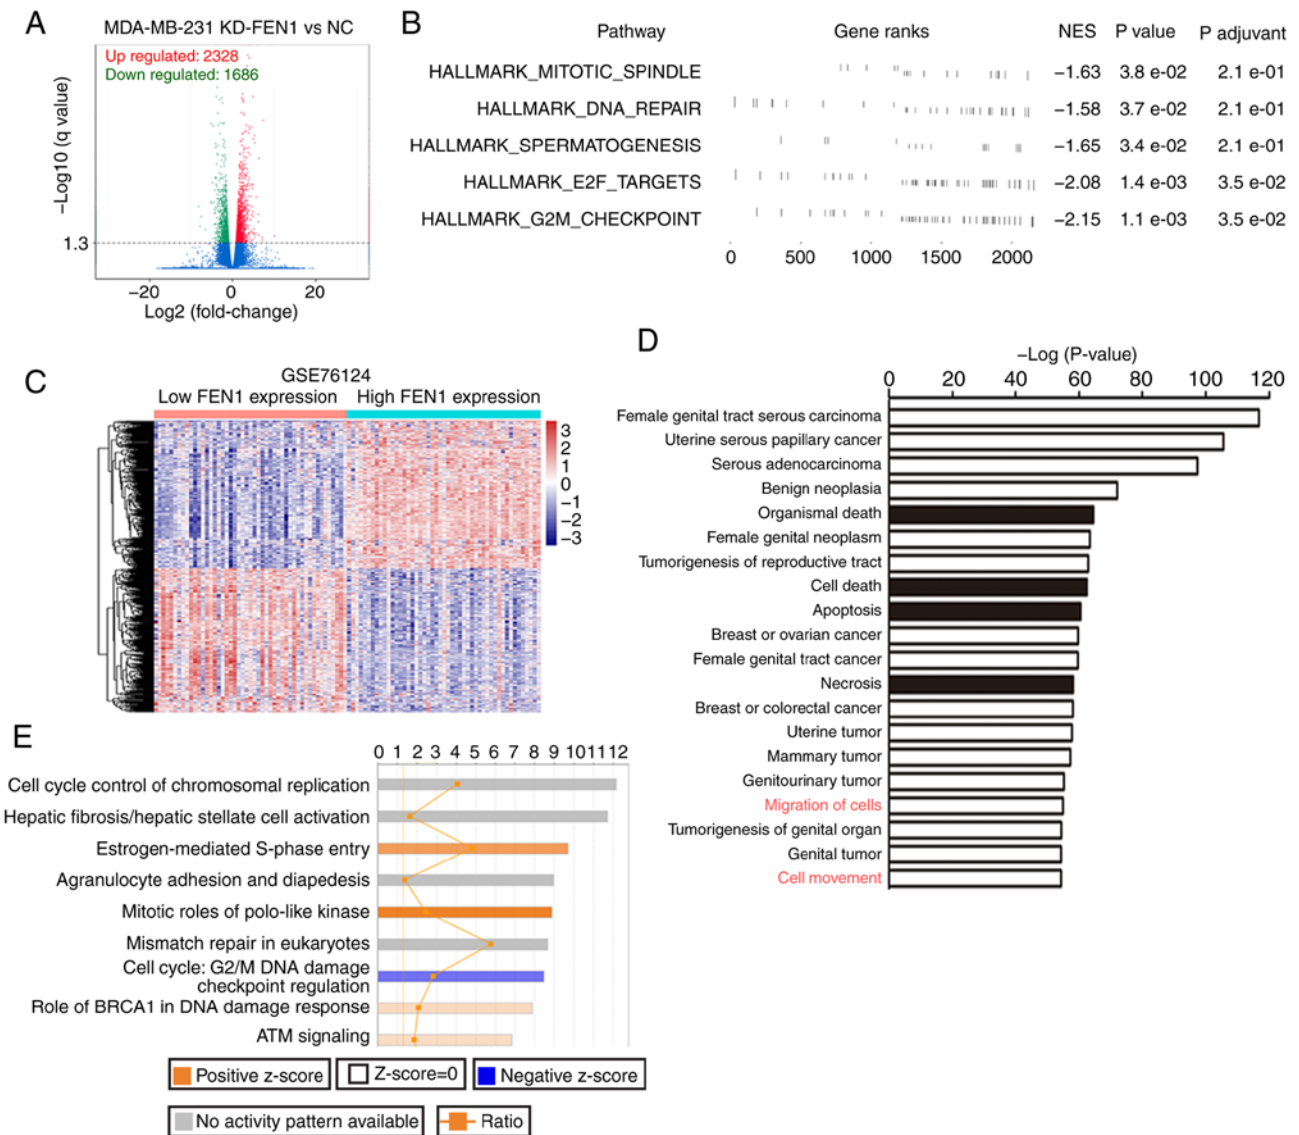 A
MDA-MB-231 KD-FEN1 vs NC
Up regulated: 2328
Down regulated: 1686
−Log10 (q value)
1.3
−20 0 20
Log2 (fold-change)
B
Pathway Gene ranks NES P value P adjuvant
HALLMARK_MITOTIC_SPINDLE −1.63 3.8 e-02 2.1 e-01
HALLMARK_DNA_REPAIR −1.58 3.7 e-02 2.1 e-01
HALLMARK_SPERMATOGENESIS −1.65 3.4 e-02 2.1 e-01
HALLMARK_E2F_TARGETS −2.08 1.4 e-03 3.5 e-02
HALLMARK_G2M_CHECKPOINT −2.15 1.1 e-03 3.5 e-02
0 500 1000 1500 2000
C
GSE76124
Low FEN1 expression High FEN1 expression
3
2
1
0
−1
−2
−3
D
−Log (P-value)
0 20 40 60 80 100 120
Female genital tract serous carcinoma
Uterine serous papillary cancer
Serous adenocarcinoma
Benign neoplasia
Organismal death
Female genital neoplasm
Tumorigenesis of reproductive tract
Cell death
Apoptosis
Breast or ovarian cancer
Female genital tract cancer
Necrosis
Breast or colorectal cancer
Uterine tumor
Mammary tumor
Genitourinary tumor
Migration of cells
Tumorigenesis of genital organ
Genital tumor
Cell movement
E
0 1 2 3 4 5 6 7 8 9 10 11 12
Cell cycle control of chromosomal replication
Hepatic fibrosis/hepatic stellate cell activation
Estrogen-mediated S-phase entry
Agranulocyte adhesion and diapedesis
Mitotic roles of polo-like kinase
Mismatch repair in eukaryotes
Cell cycle: G2/M DNA damage
checkpoint regulation
Role of BRCA1 in DNA damage response
ATM signaling
Positive z-score Z-score=0 Negative z-score
No activity pattern available Ratio